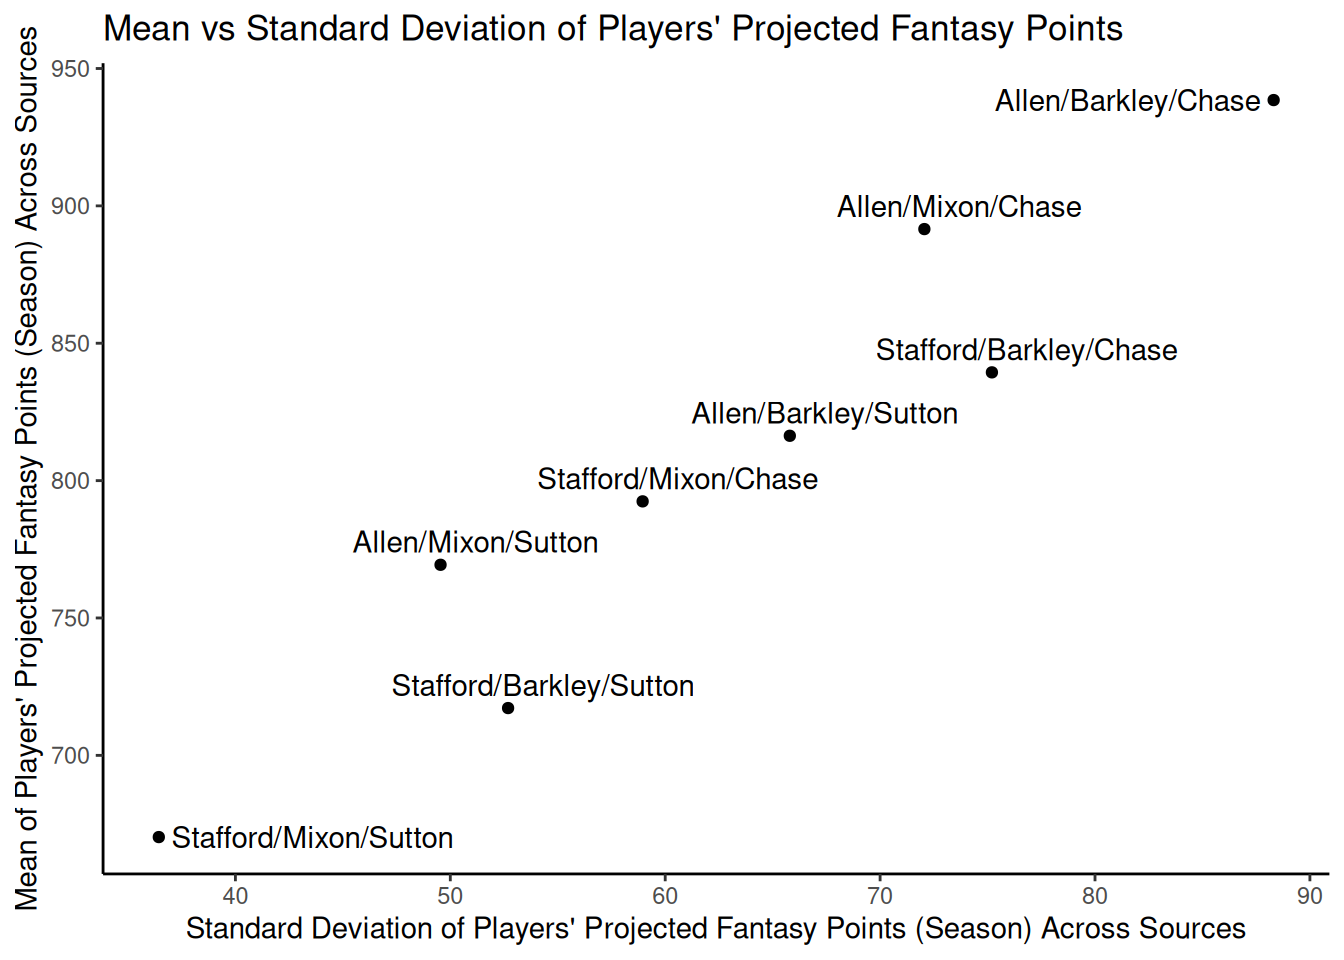 Mean vs Standard Deviation of Players' Projected Fantasy Points
Mean of Players' Projected Fantasy Points (Season) Across Sources
950
900
850
800
750
700
Allen/Barkley/Chase
Allen/Mixon/Chase
Stafford/Barkley/Chase
Allen/Barkley/Sutton
Stafford/Mixon/Chase
Allen/Mixon/Sutton
Stafford/Barkley/Sutton
Stafford/Mixon/Sutton
40 50 60 70 80 90
Standard Deviation of Players' Projected Fantasy Points (Season) Across Sources